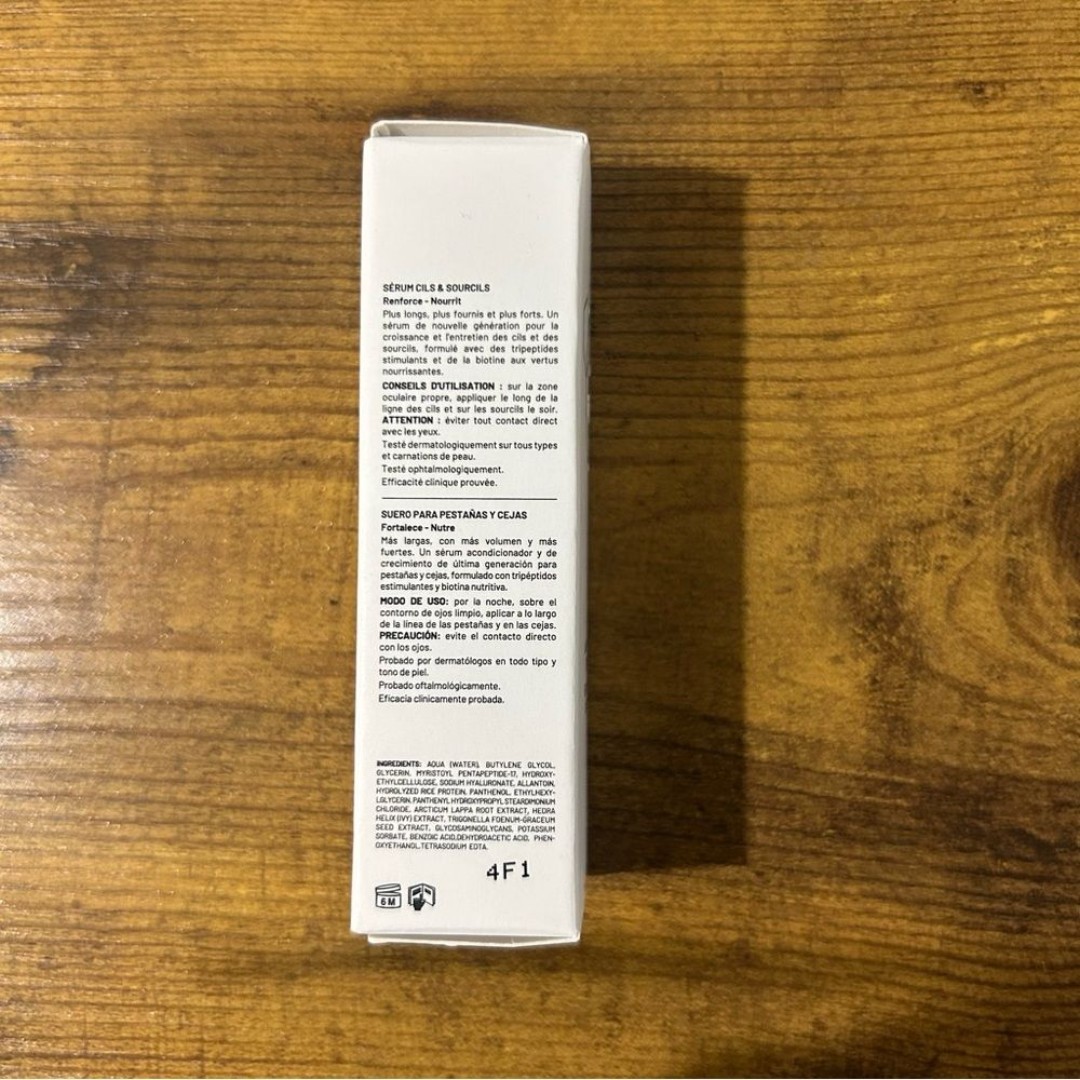 SÉRUM CILS & SOURCILS
Renforce - Nourrit
Plus longs, plus fournis et plus forts. Un
sérum de nouvelle génération pour la
croissance et l'entretien des cils et des
sourcils, formulé avec des tripeptides
stimulants et de la biotine aux vertus
nourrissantes.
CONSEILS D'UTILISATION : sur la zone
oculaire propre, appliquer le long de la
ligne des cils et sur les sourcils le soir.
ATTENTION : éviter tout contact direct
avec les yeux.
Testé dermatologiquement sur tous types
et carnations de peau.
Testé ophtalmologiquement.
Efficacité clinique prouvée.
SUERO PARA PESTAÑAS Y CEJAS
Fortalece - Nutre
Más largas, con más volumen y más
fuertes. Un sérum acondicionador y de
crecimiento de última generación para
pestañas y cejas, formulado con tripéptidos
estimulantes y biotina nutritiva.
MODO DE USO: por la noche, sobre el
contorno de ojos limpio, aplicar a lo largo
de la línea de las pestañas y en las cejas.
PRECAUCIÓN: evite el contacto directo
con los ojos.
Probado por dermatólogos en todo tipo y
tono de piel.
Probado oftalmológicamente.
Eficacia clínicamente probada.
INGREDIENTS: AQUA (WATER), BUTYLENE GLYCOL,
GLYCERIN, MYRISTOYL PENTAPEPTIDE-17, HYDROXY-
ETHYLCELLULOSE, SODIUM HYALURONATE, ALLANTOIN,
HYDROLYZED RICE PROTEIN, PANTHENOL, ETHYLHEXY-
LGLYCERIN, PANTHENYL HYDROXYPROPYL STEARDIMONIUM
CHLORIDE, ARCTICUM LAPPA ROOT EXTRACT, HEDRA
HELIX (IVY) EXTRACT, TRIGONELLA FOENUM-GRAECUM
SEED EXTRACT, GLYCOSAMINOGLYCANS, POTASSIUM
SORBATE, BENZOIC ACID,DEHYDROACETIC ACID, PHEN-
OXYETHANOL,TETRASODIUM EDTA.
4F1
6M